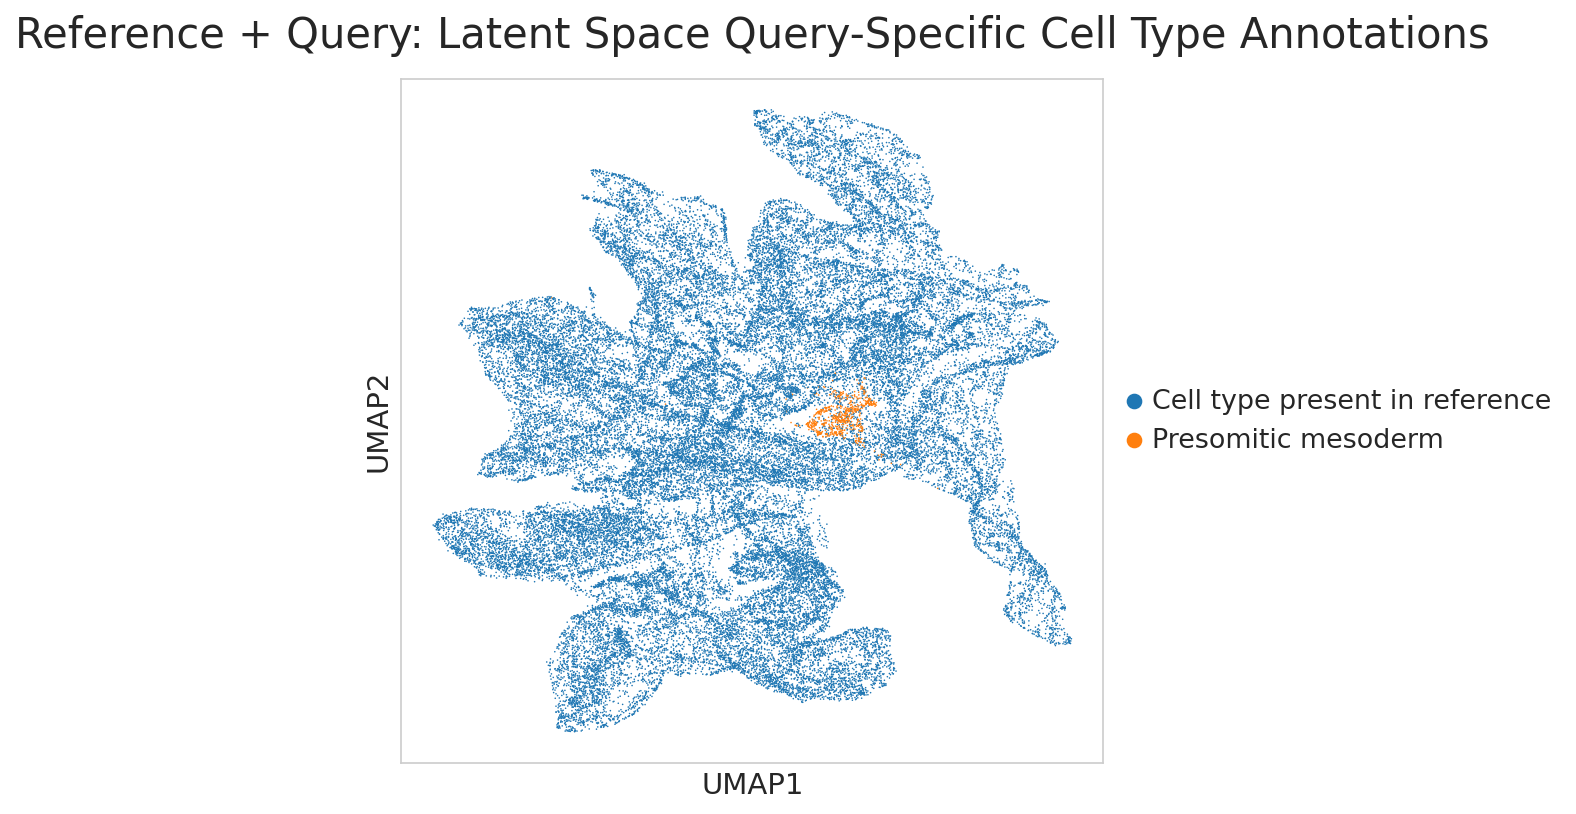 Reference + Query: Latent Space Query-Specific Cell Type Annotations
UMAP2
Cell type present in reference
Presomitic mesoderm
UMAP1